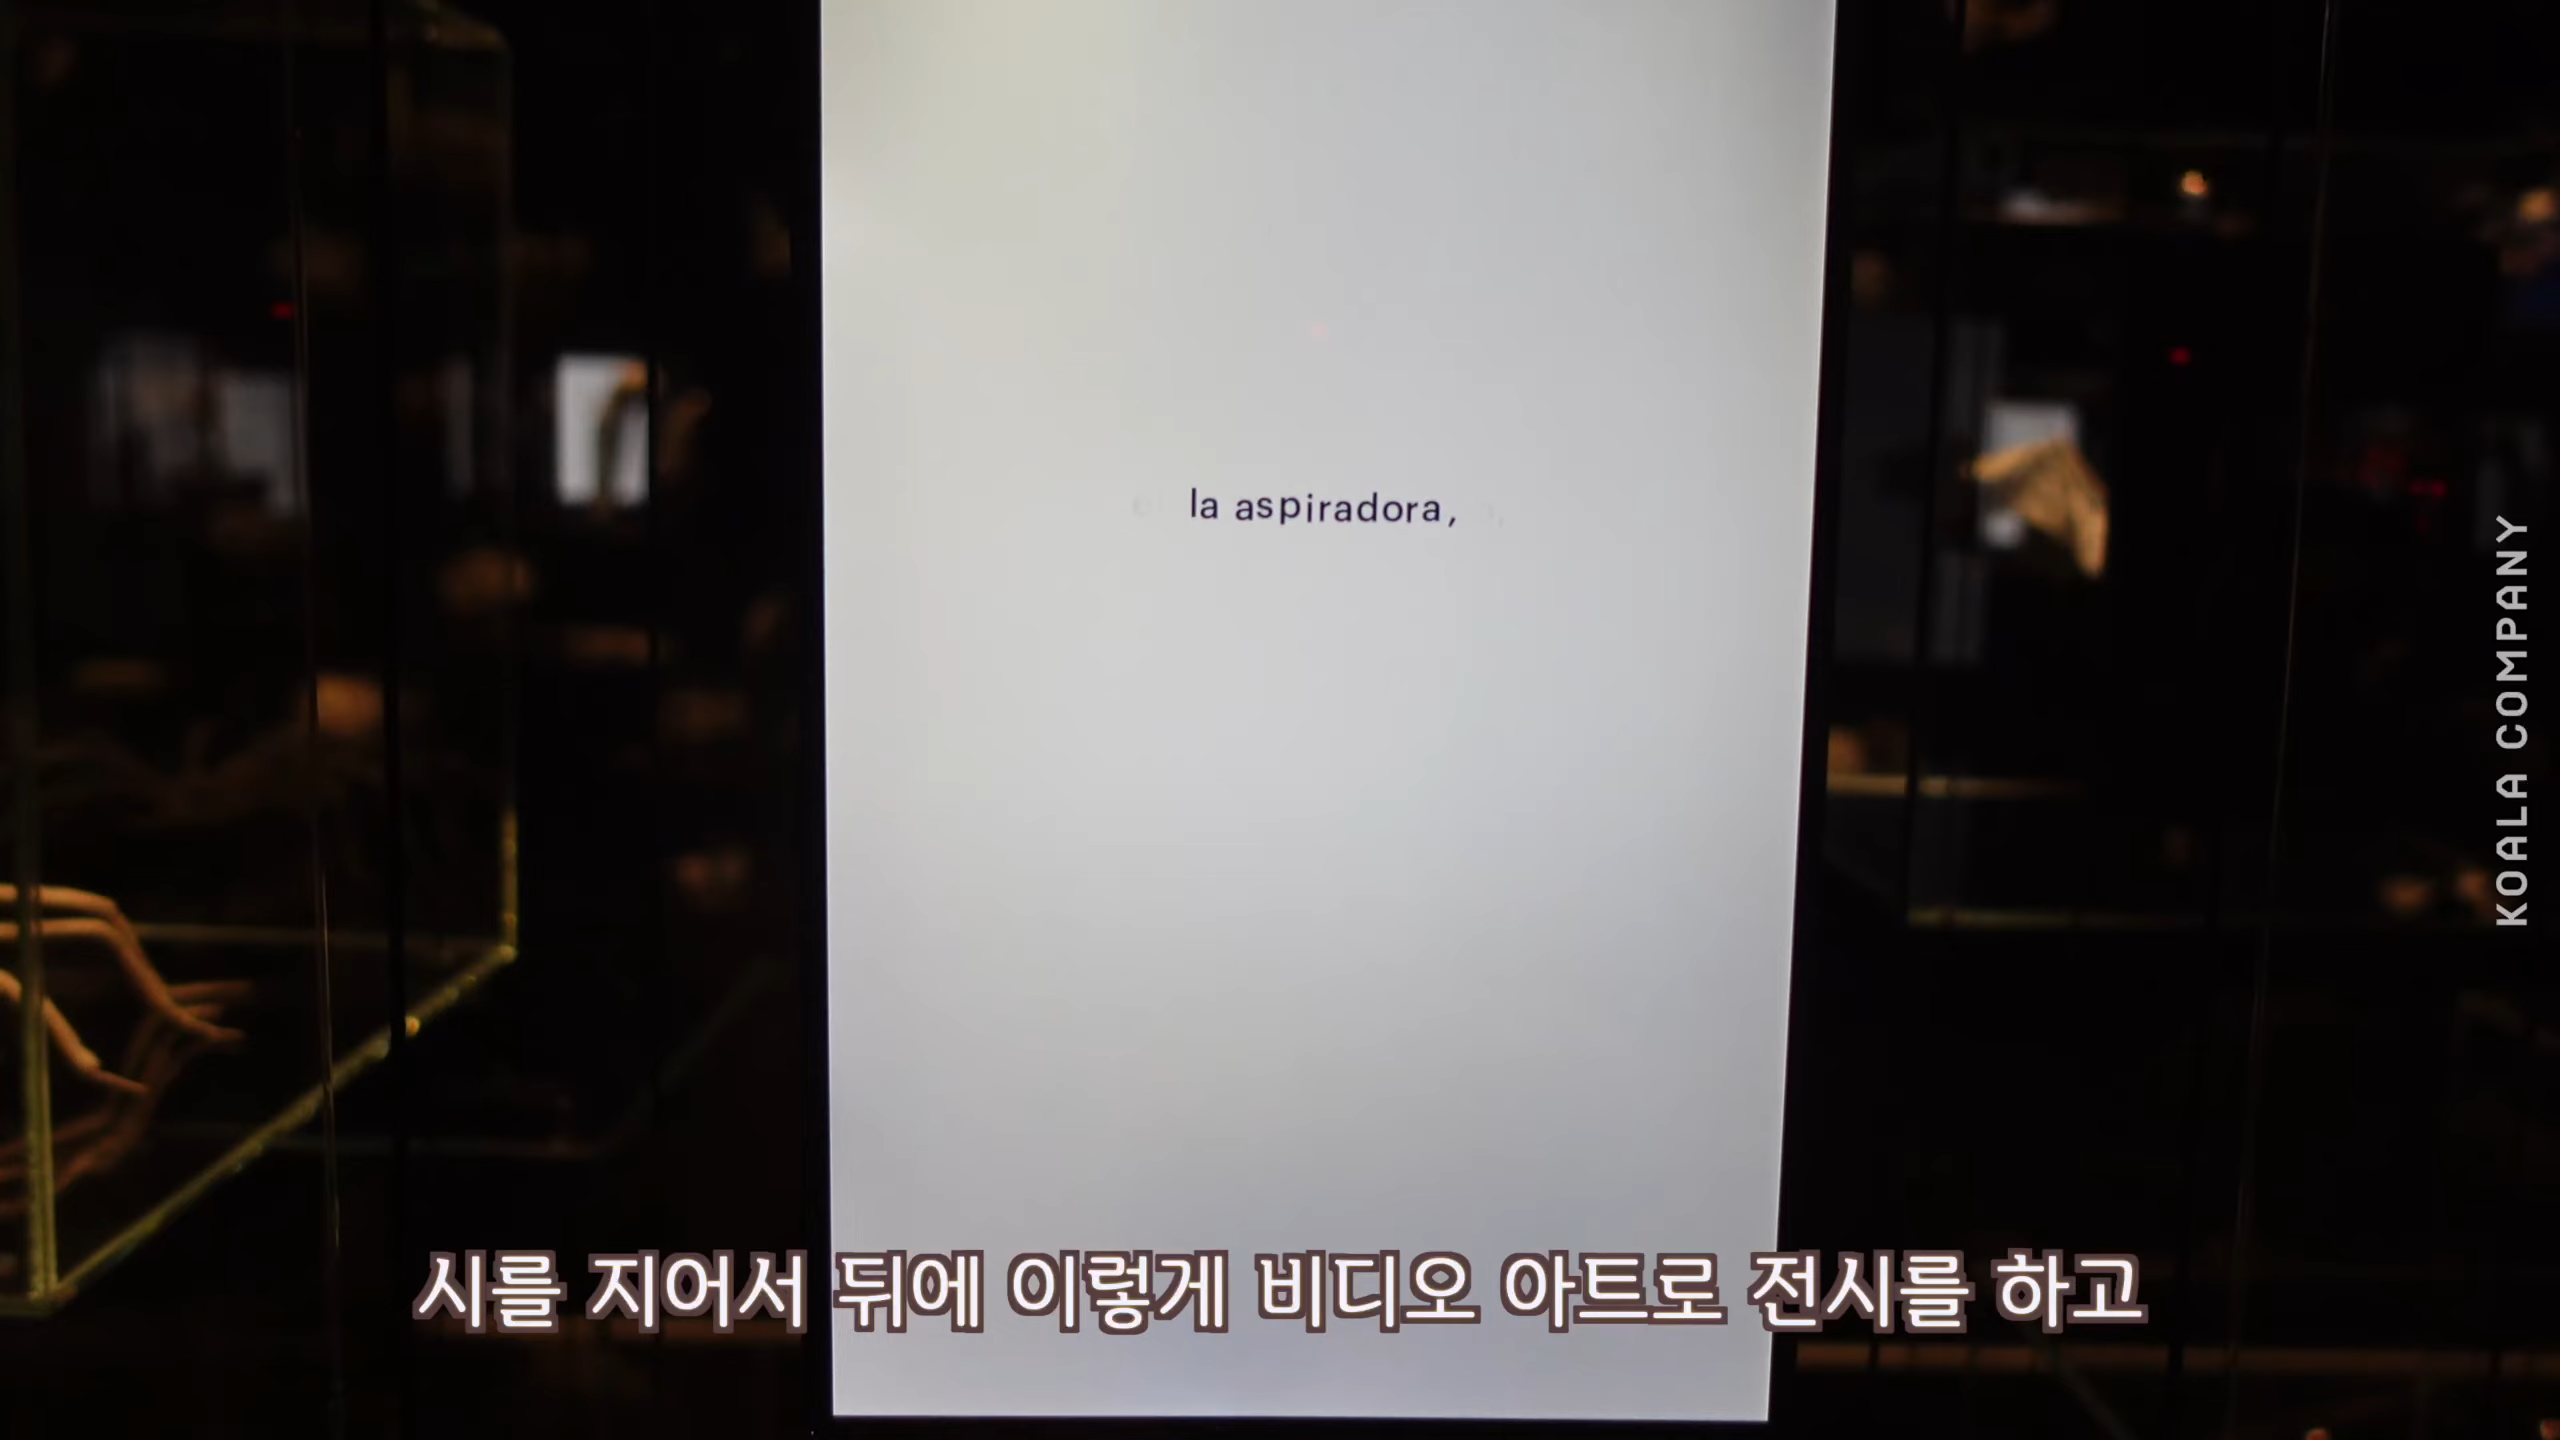 la aspiradora,
KOALA COMPANY
시를 지어서 뒤에 이렇게 비디오 아트로 전시를 하고